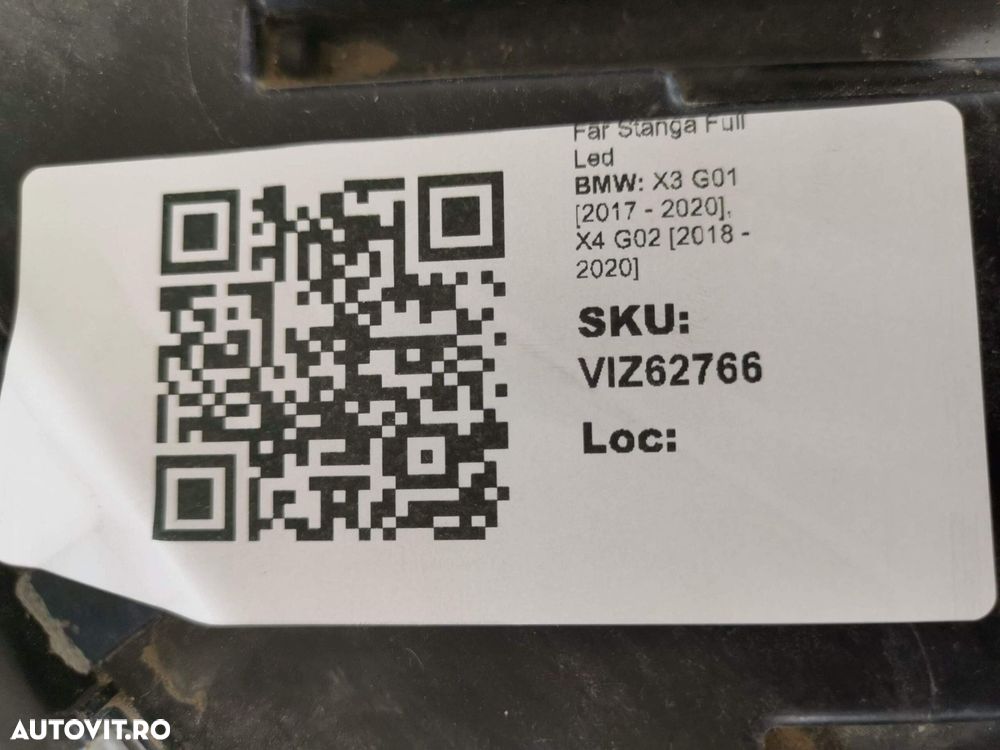 Far Stanga Full
Led
BMW: X3 G01
[2017 - 2020],
X4 G02 [2018 -
2020]
SKU:
VIZ62766
Loc:
AUTOVIT.RO